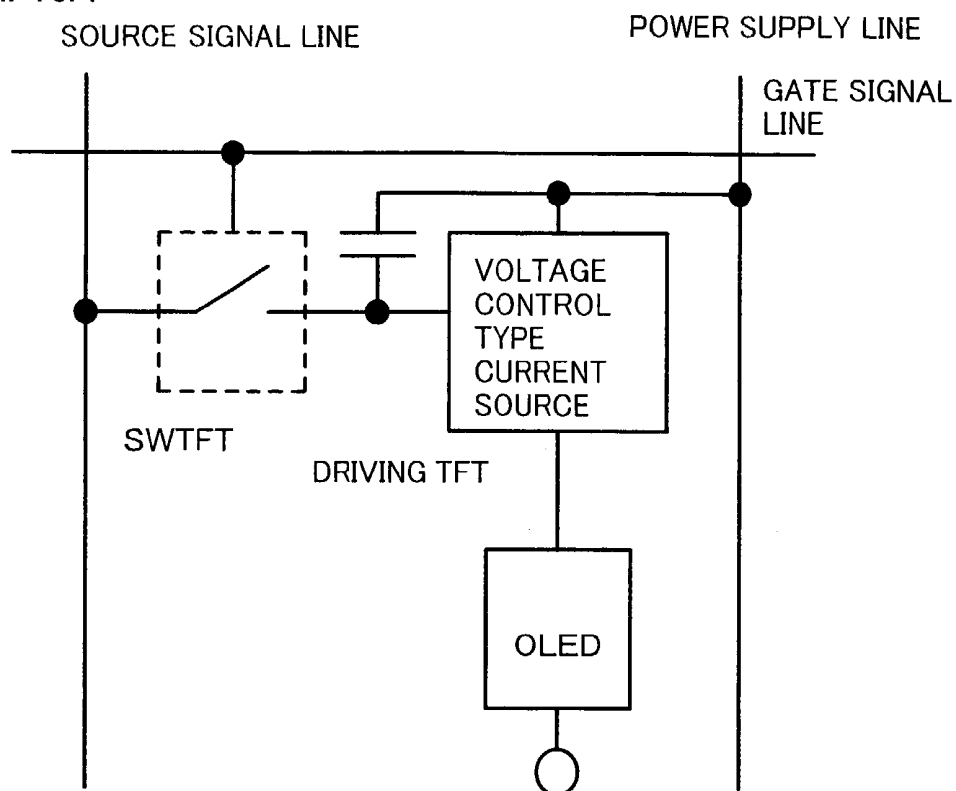 SOURCE SIGNAL LINE
POWER SUPPLY LINE
GATE SIGNAL
LINE
VOLTAGE
CONTROL
TYPE
CURRENT
SOURCE
SWTFT
DRIVING TFT
OLED